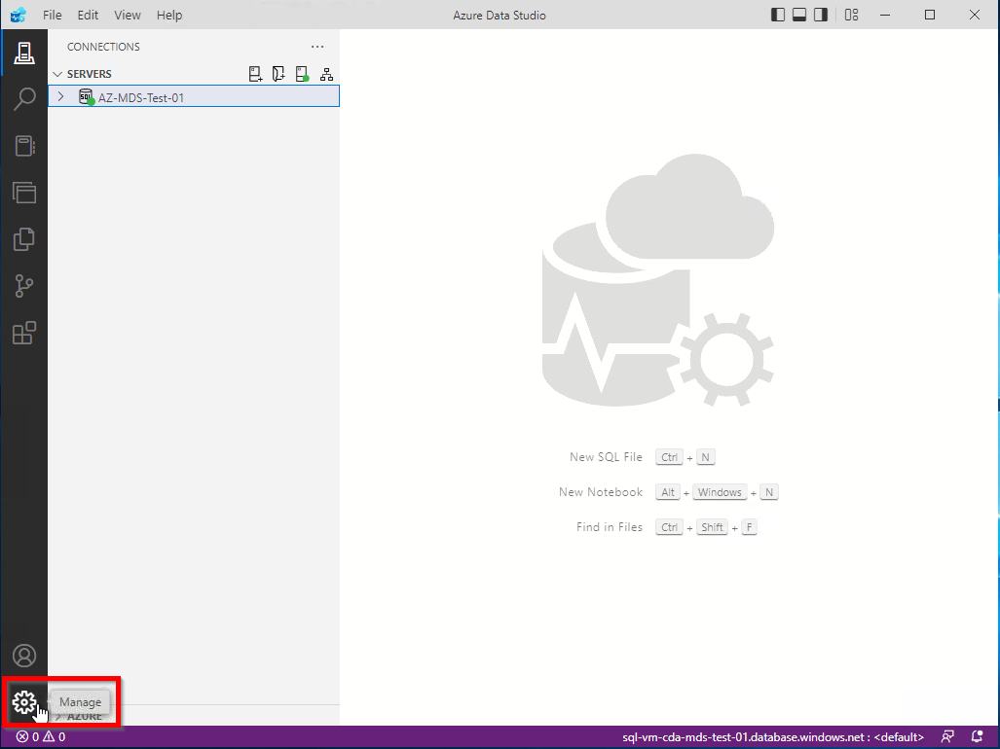 File Edit View Help
Azure Data Studio
CONNECTIONS
SERVERS
SQL AZ-MDS-Test-01
New SQL File Ctrl + N
New Notebook Alt + Windows + N
Find in Files Ctrl + Shift + F
Manage
AZURE
0 0
sql-vm-cda-mds-test-01.database.windows.net : <default>